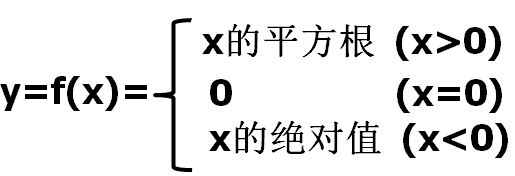 x的平方根 (x>0)
y=f(x)= 0 (x=0)
x的绝对值 (x<0)